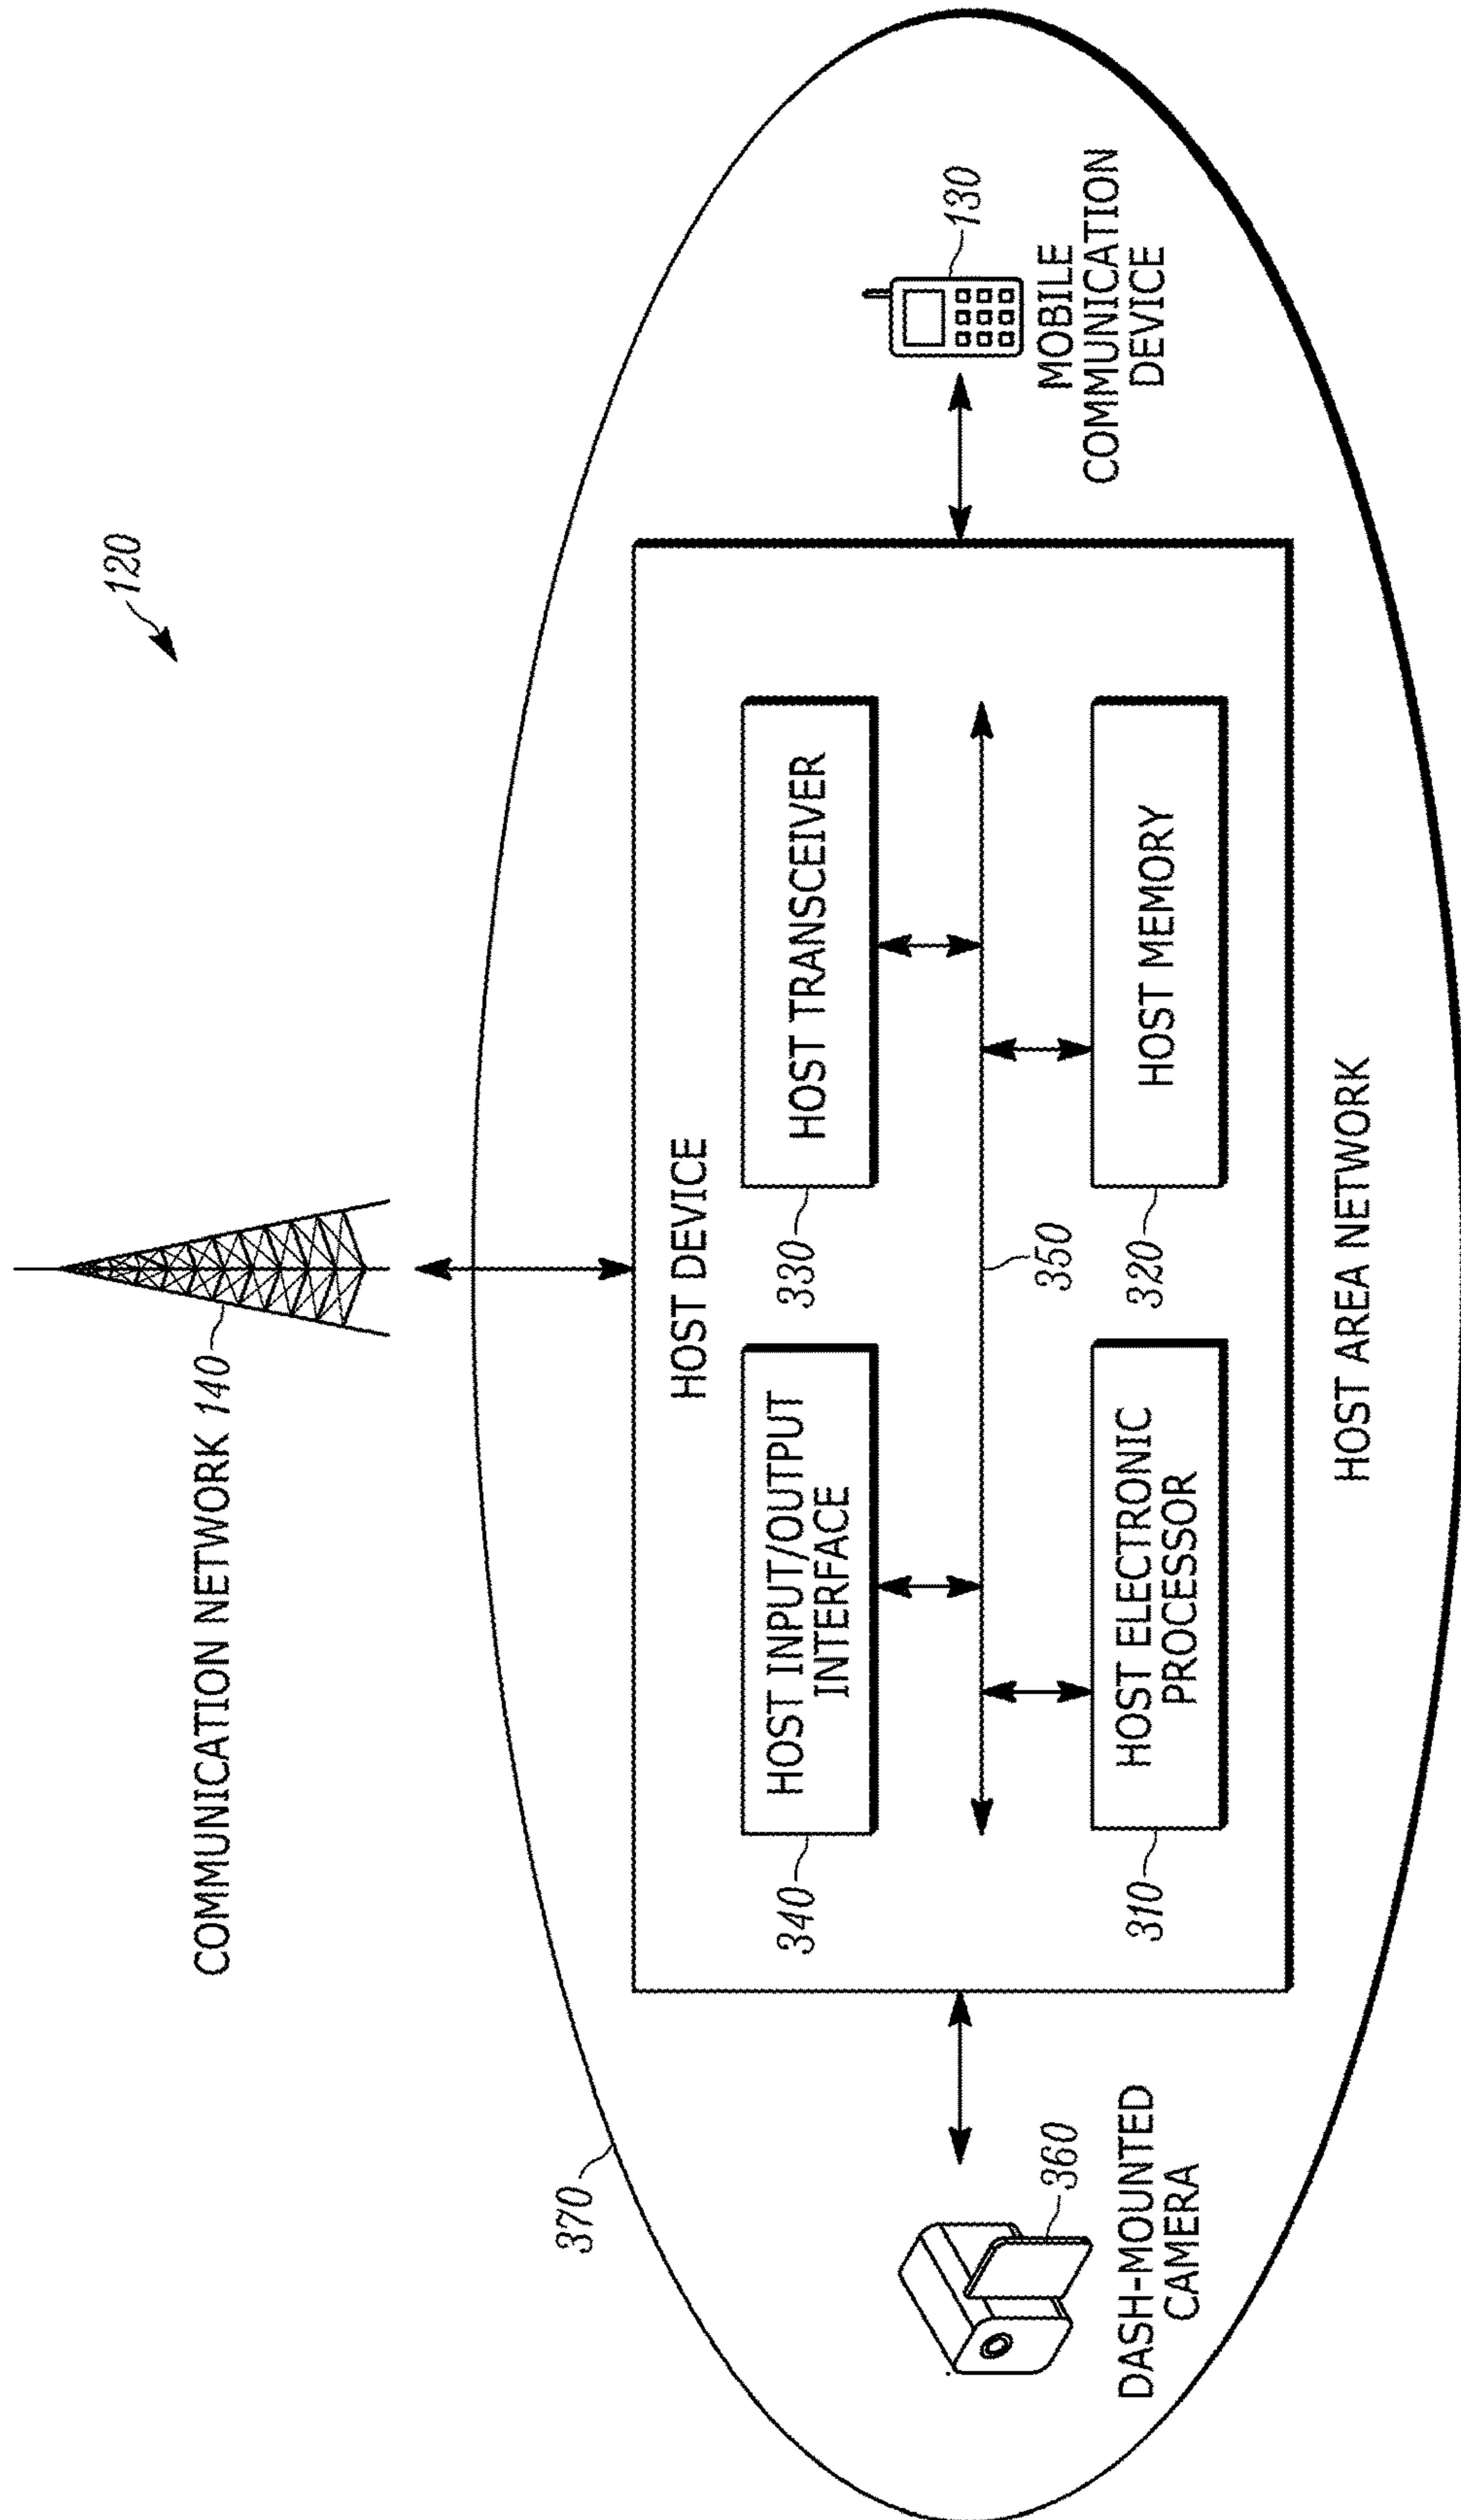 120
COMMUNICATION NETWORK 140
370
HOST DEVICE
HOST INPUT/OUTPUT
INTERFACE
340
HOST TRANSCEIVER
330
350
HOST ELECTRONIC
PROCESSOR
310
HOST MEMORY
320
360
DASH-MOUNTED
CAMERA
130
MOBILE
COMMUNICATION
DEVICE
HOST AREA NETWORK